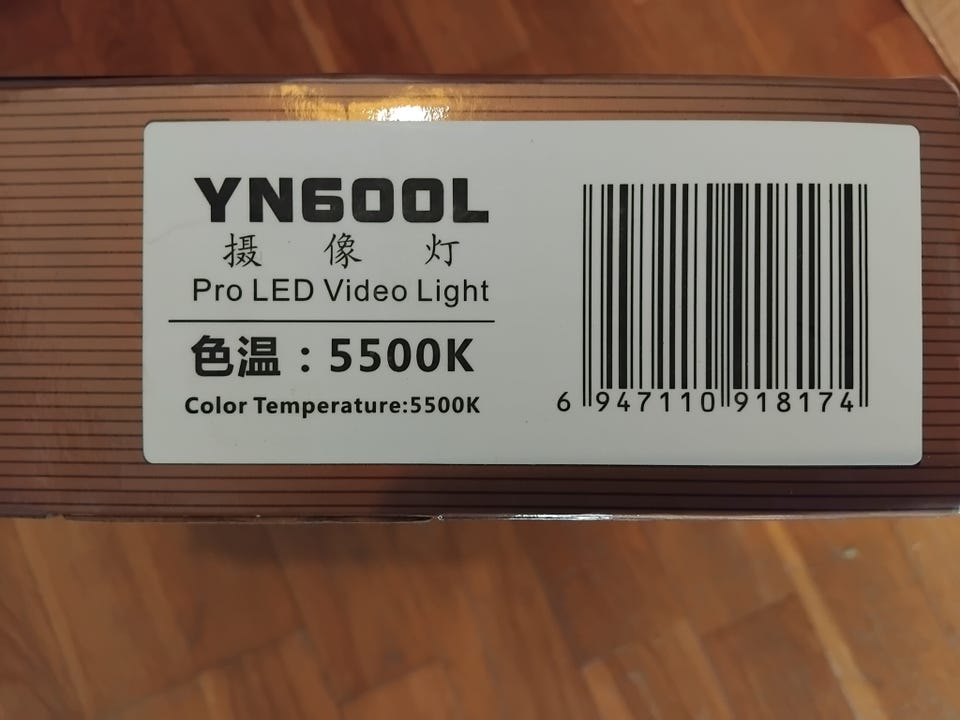 YN600L
摄 像 灯
Pro LED Video Light
色温：5500K
Color Temperature:5500K
6 947110 918174